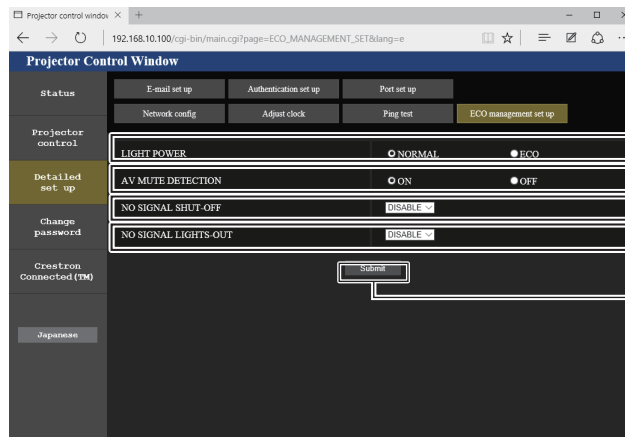 Projector control window
192.168.10.100/cgi-bin/main.cgi?page=ECO_MANAGEMENT_SET&lang=e
Projector Control Window
Status
E-mail set up
Authentication set up
Port set up
Network config
Adjust clock
Ping test
ECO management set up
Projector
control
LIGHT POWER
NORMAL
ECO
Detailed
set up
AV MUTE DETECTION
ON
OFF
NO SIGNAL SHUT-OFF
DISABLE
Change
password
NO SIGNAL LIGHTS-OUT
DISABLE
Crestron
Connected(TM)
Submit
Japanese